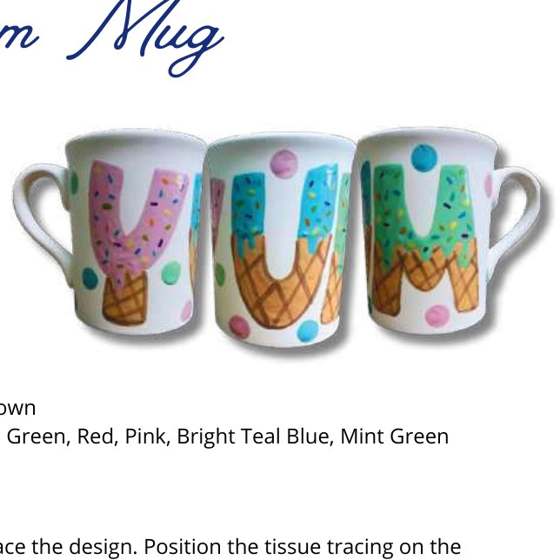 m Mug
YUM
own
Green, Red, Pink, Bright Teal Blue, Mint Green
ace the design. Position the tissue tracing on the